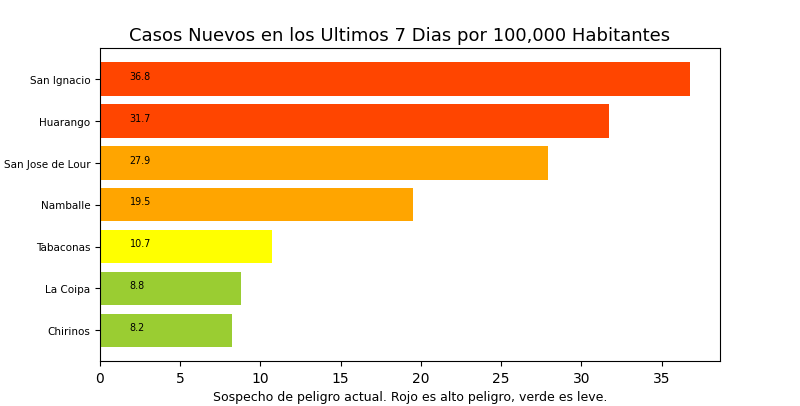 Casos Nuevos en los Ultimos 7 Dias por 100,000 Habitantes
San Ignacio 36.8
Huarango 31.7
San Jose de Lour 27.9
Namballe 19.5
Tabaconas 10.7
La Coipa 8.8
Chirinos 8.2
0 5 10 15 20 25 30 35
Sospecho de peligro actual. Rojo es alto peligro, verde es leve.